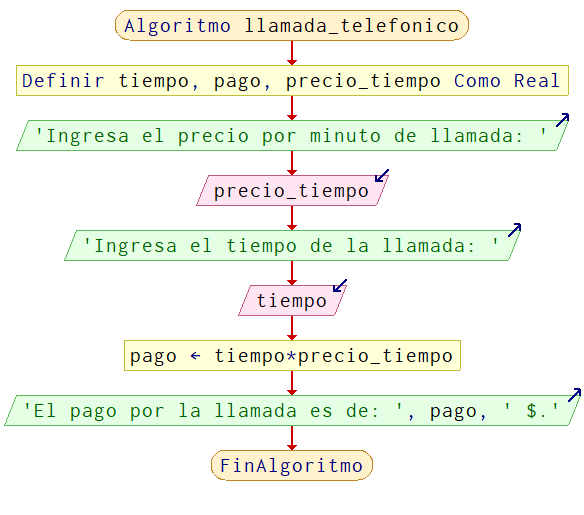 Algoritmo llamada_telefonico
Definir tiempo, pago, precio_tiempo Como Real
'Ingresa el precio por minuto de llamada: '
precio_tiempo
'Ingresa el tiempo de la llamada: '
tiempo
pago ← tiempo*precio_tiempo
'El pago por la llamada es de: ', pago, ' $.'
FinAlgoritmo